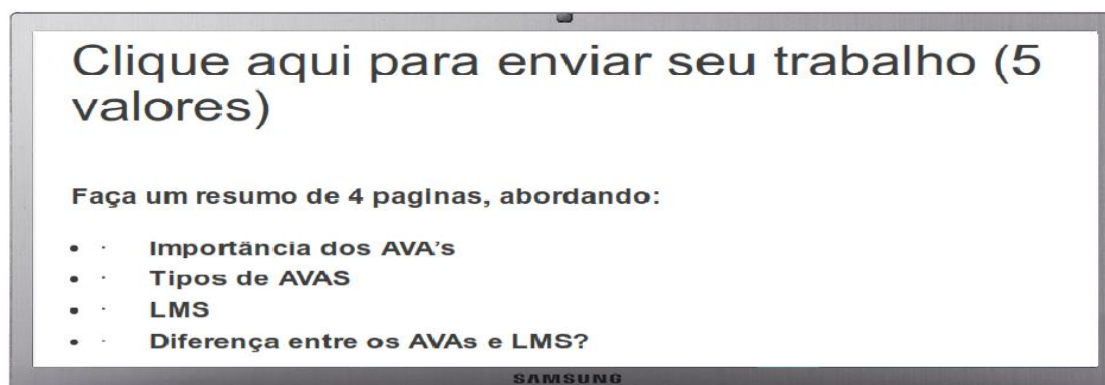 Clique aqui para enviar seu trabalho (5
valores)
Faça um resumo de 4 paginas, abordando:
• · Importância dos AVA’s
• · Tipos de AVAS
• · LMS
• · Diferença entre os AVAs e LMS?
SAMSUNG